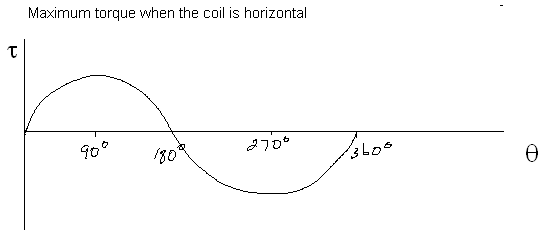 Maximum torque when the coil is horizontal
τ
90° 180° 270° 360°
θ